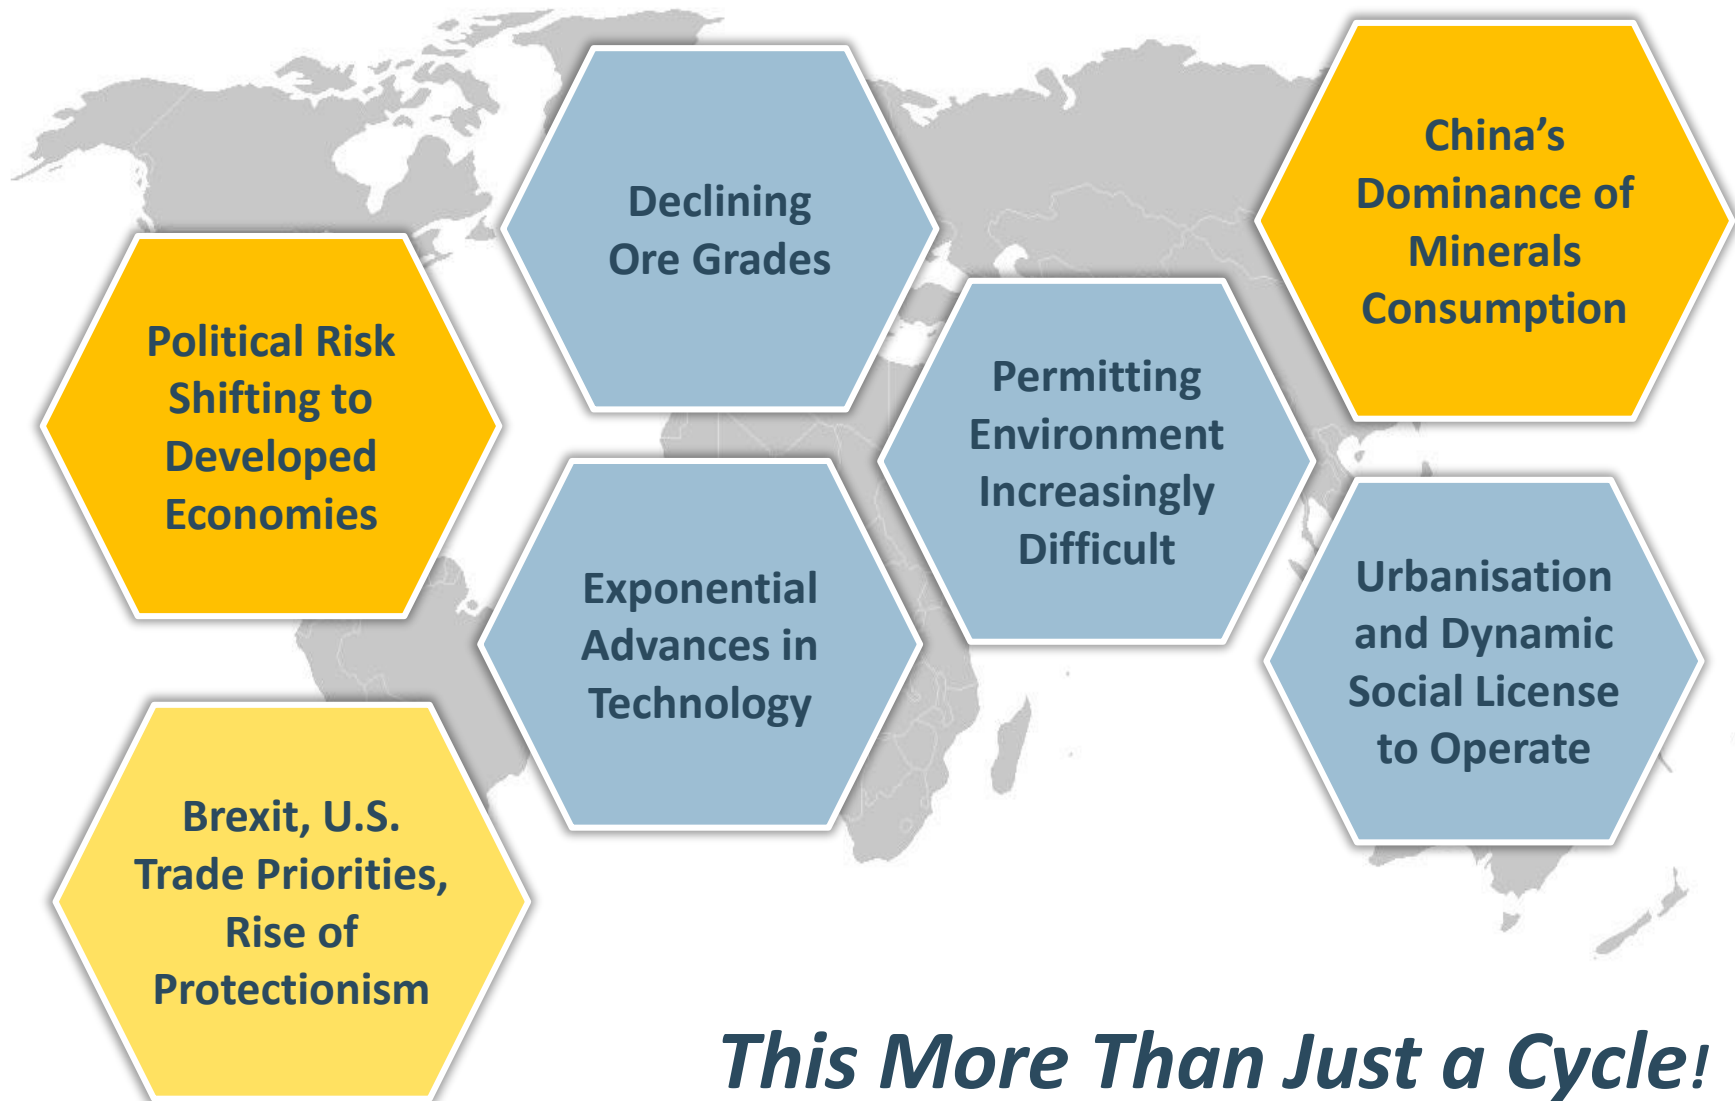 Declining
Ore Grades
China’s
Dominance of
Minerals
Consumption
Political Risk
Shifting to
Developed
Economies
Permitting
Environment
Increasingly
Difficult
Exponential
Advances in
Technology
Urbanisation
and Dynamic
Social License
to Operate
Brexit, U.S.
Trade Priorities,
Rise of
Protectionism
This More Than Just a Cycle!